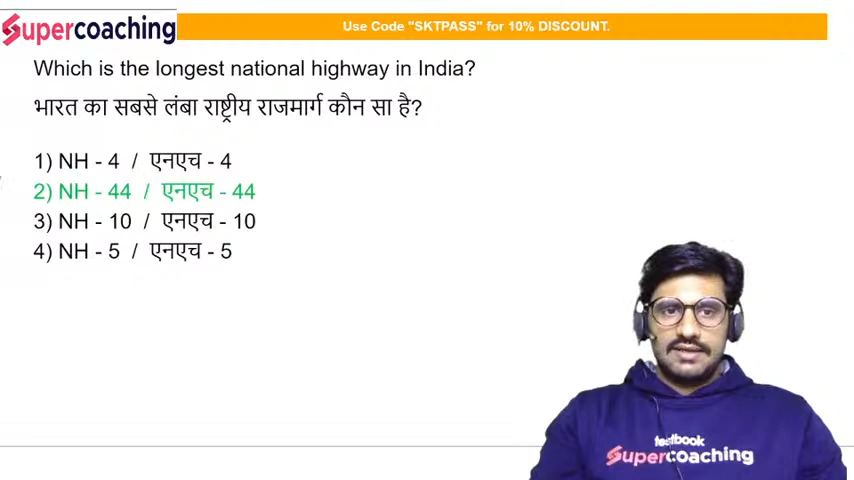 Supercoaching
Use Code "SKTPASS" for 10% DISCOUNT.
Which is the longest national highway in India?
भारत का सबसे लंबा राष्ट्रीय राजमार्ग कौन सा है?
1) NH - 4 / एनएच - 4
2) NH - 44 / एनएच - 44
3) NH - 10 / एनएच - 10
4) NH - 5 / एनएच - 5
testbook
Supercoaching